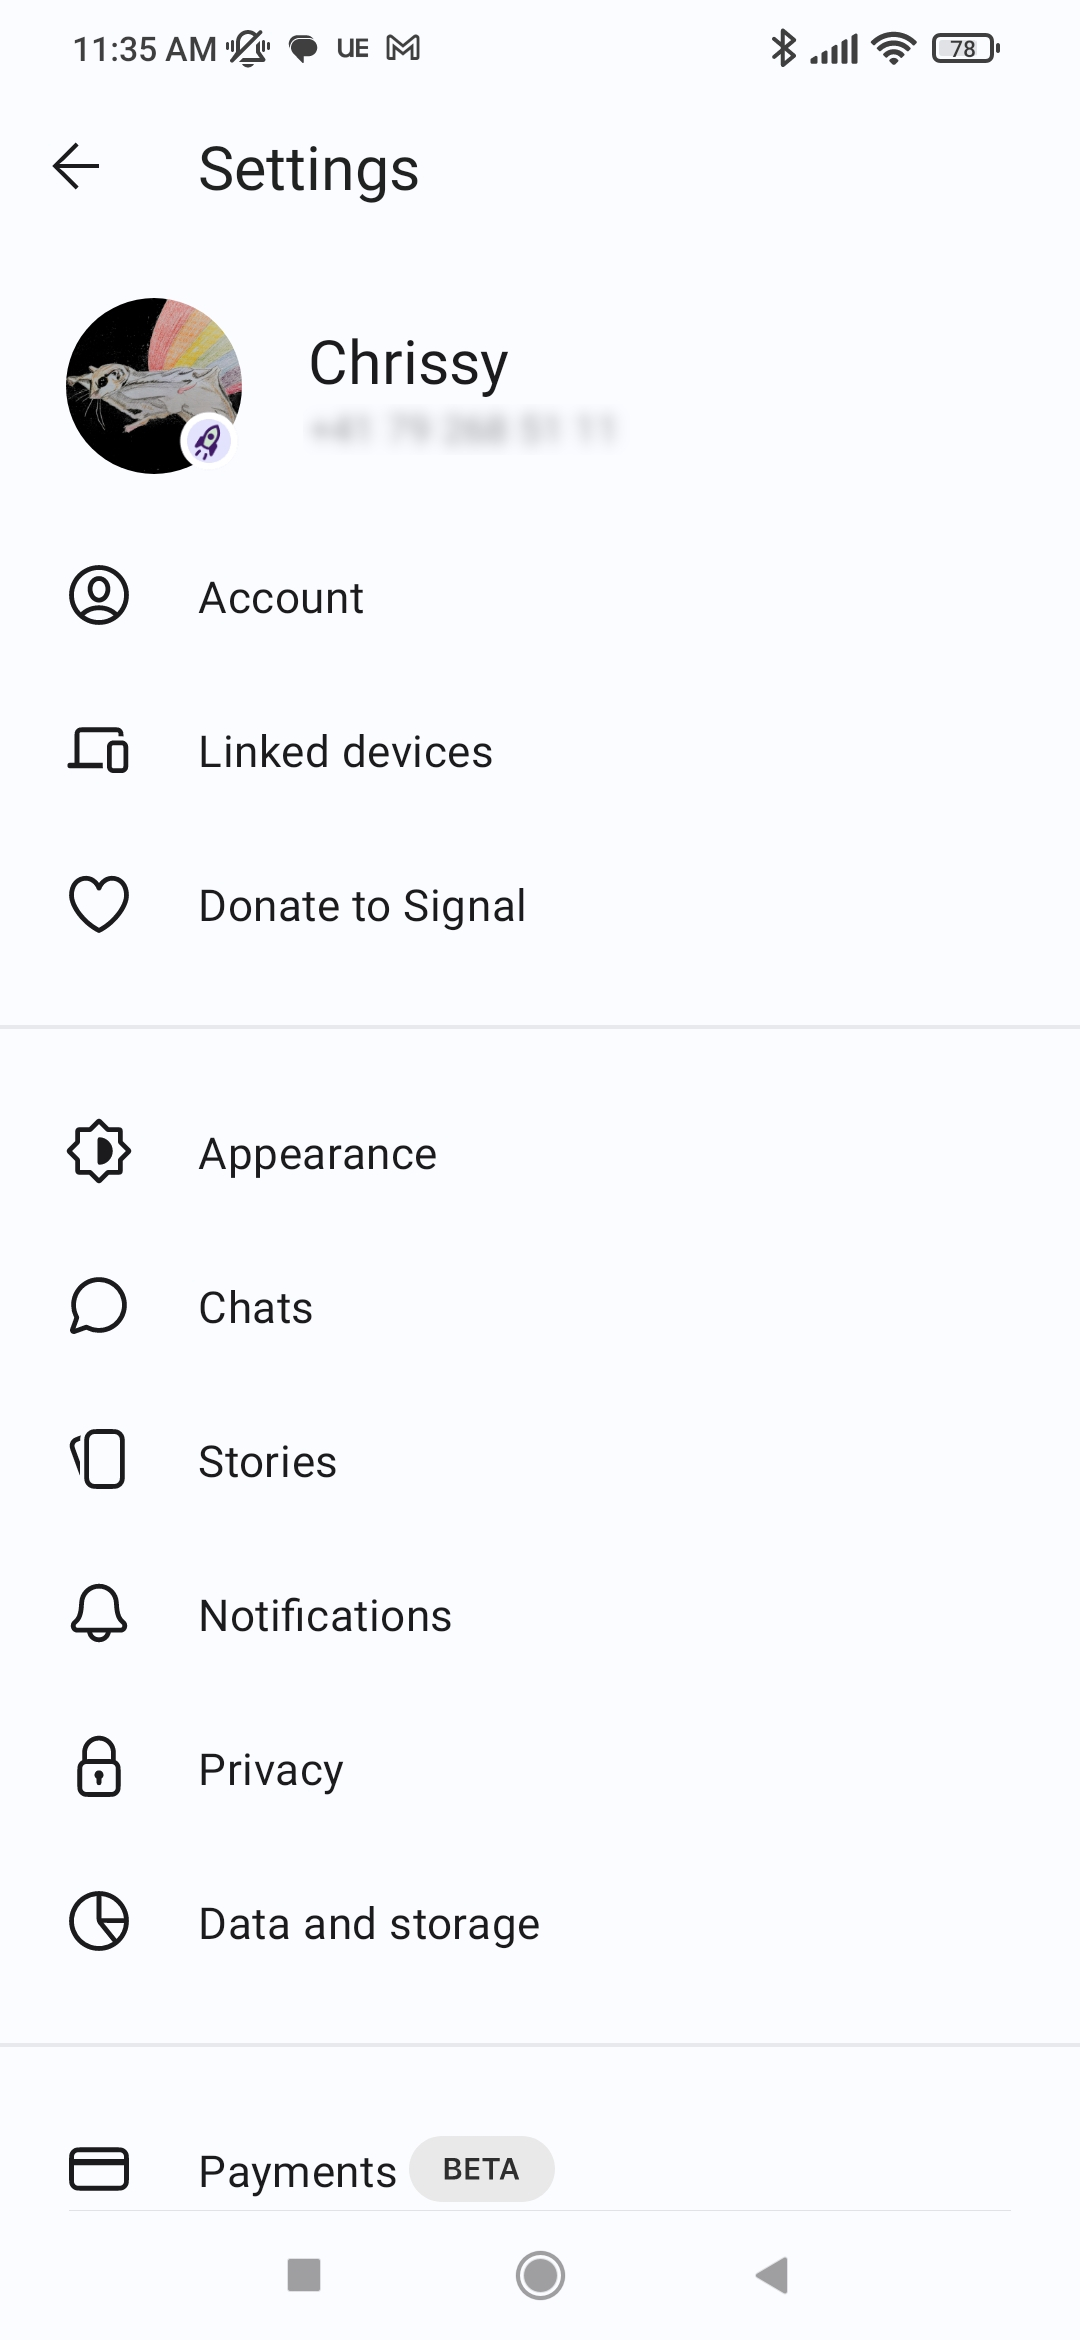 11:35 AM UE 78
Settings
Chrissy
Account
Linked devices
Donate to Signal
Appearance
Chats
Stories
Notifications
Privacy
Data and storage
Payments BETA